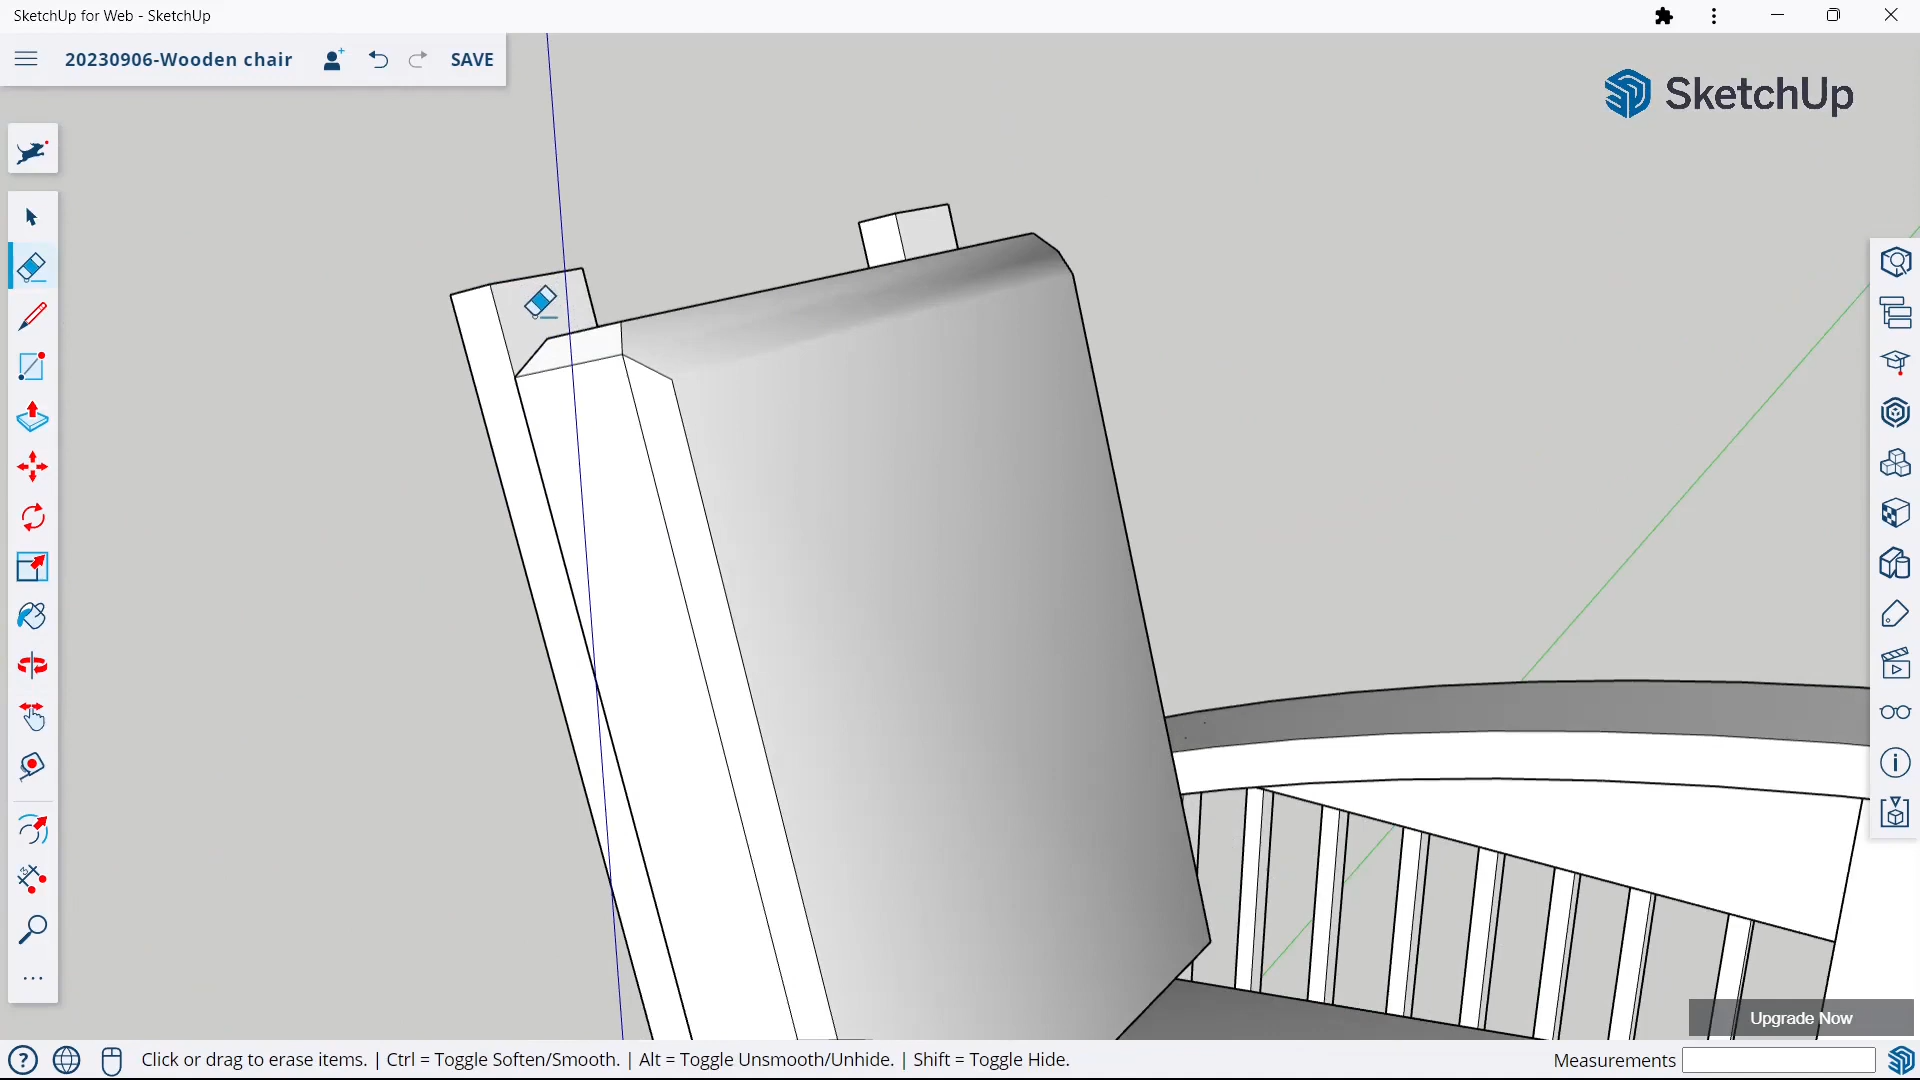 SketchUp for Web - SketchUp
20230906-Wooden chair
SAVE
SketchUp
Upgrade Now
Click or drag to erase items. | Ctrl = Toggle Soften/Smooth. | Alt = Toggle Unsmooth/Unhide. | Shift = Toggle Hide.
Measurements